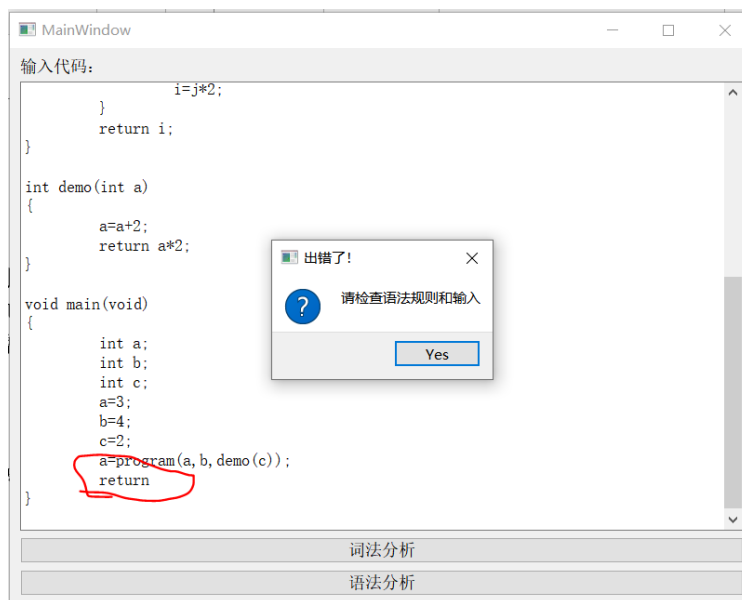 MainWindow
输入代码:
i=j*2;
}
return i;
}
int demo(int a)
{
a=a+2;
return a*2;
}
void main(void)
{
int a;
int b;
int c;
a=3;
b=4;
c=2;
a=program(a,b,demo(c));
return
}
出错了!
请检查语法规则和输入
Yes
词法分析
语法分析